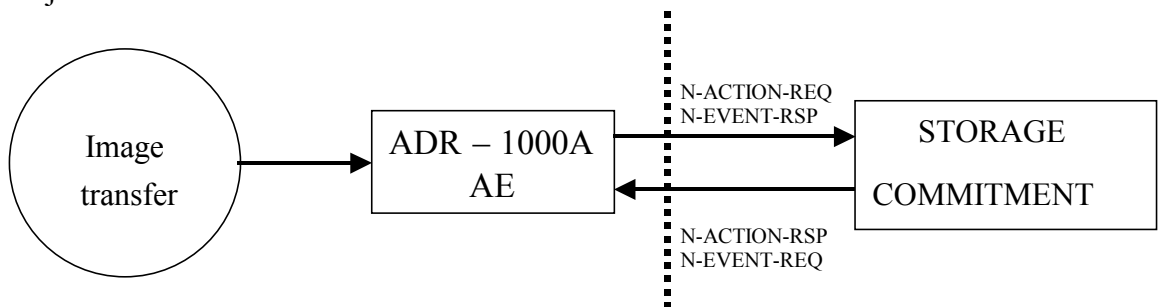 Image
transfer
ADR – 1000A
AE
N-ACTION-REQ
N-EVENT-RSP
STORAGE
COMMITMENT
N-ACTION-RSP
N-EVENT-REQ